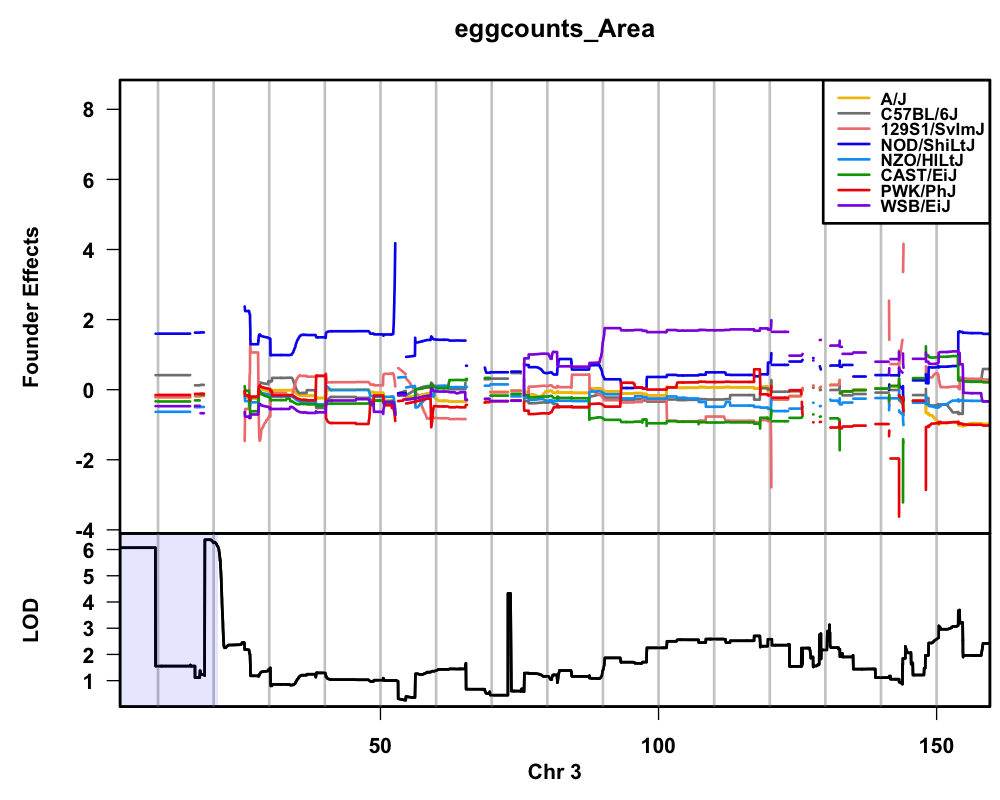 eggcounts_Area
A/J
C57BL/6J
129S1/SvImJ
NOD/ShiLtJ
NZO/HlLtJ
CAST/EiJ
PWK/PhJ
WSB/EiJ
Founder Effects
8
6
4
2
0
-2
-4
LOD
6
5
4
3
2
1
50
100
150
Chr 3